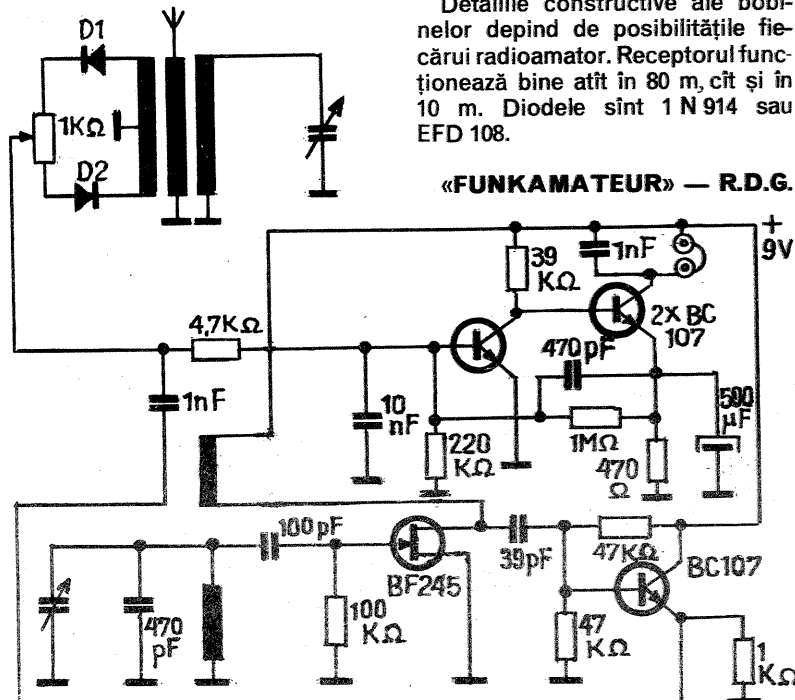 Detaliile constructive ale bobi-
nelor depind de posibilitățile fie-
cărui radioamator. Receptorul func-
ționează bine atît în 80 m, cît și în
10 m. Diodele sînt 1 N 914 sau
EFD 108.
«FUNKAMATEUR» — R.D.G.
D1
1KΩ
D2
+
9V
39
KΩ
1nF
2x BC
107
4,7KΩ
470pF
1nF
10
nF
220
KΩ
1MΩ
470
Ω
500
μF
100pF
39pF
47KΩ
BC107
BF245
470
pF
100
KΩ
47
KΩ
1
KΩ